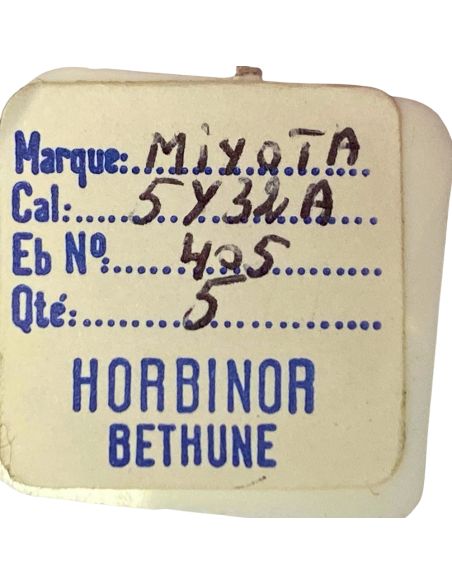 Marque: MiYOTA
Cal: 5Y32A
Eb Nº: 405
Qté: 5
HORBINOR
BETHUNE